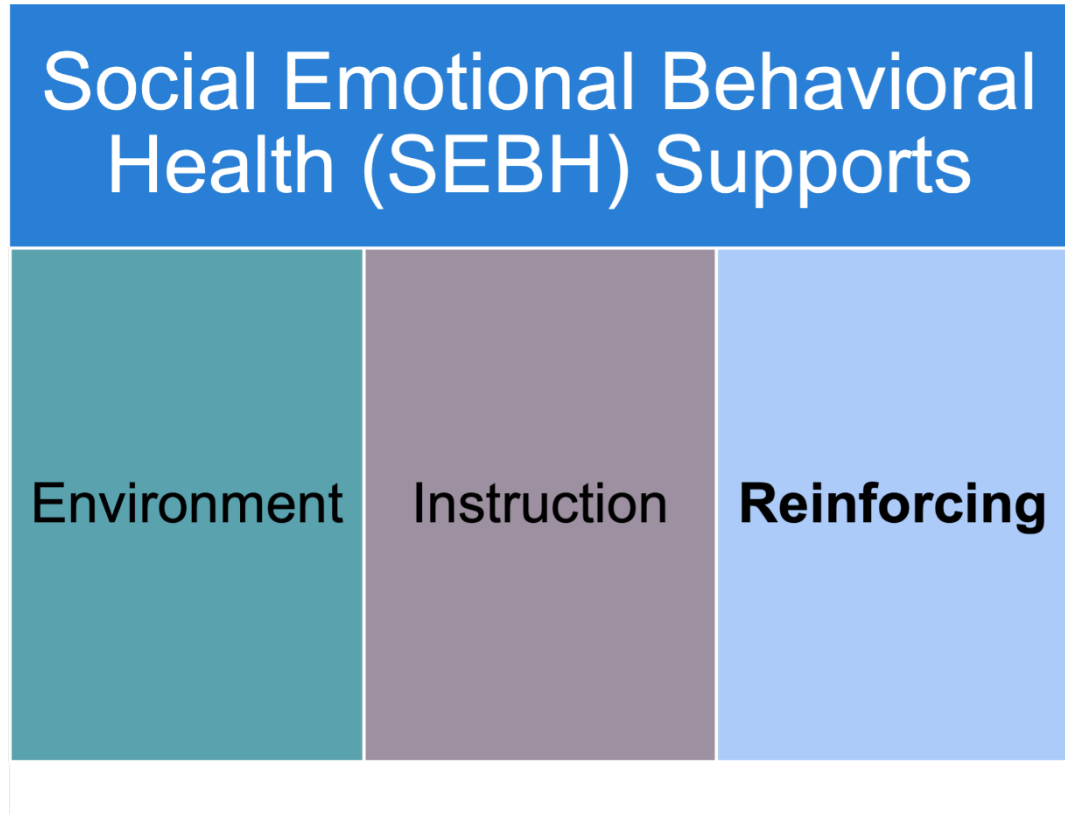 Social Emotional Behavioral
Health (SEBH) Supports
Environment
Instruction
Reinforcing